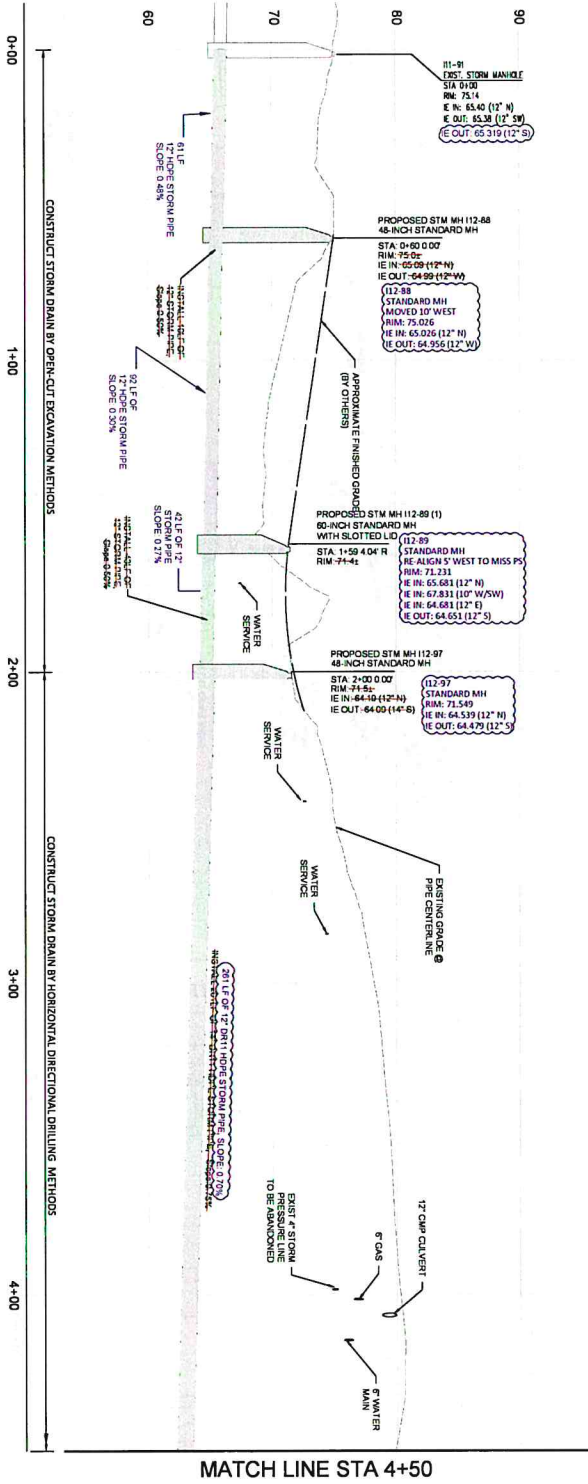 60
70
80
90
0+00
1+00
2+00
3+00
4+00
I11-91
EXIST. STORM MANHOLE
STA 0+00
RIM: 75.14
IE IN: 65.40 (12" N)
IE OUT: 65.38 (12" SW)
IE OUT: 65.319 (12" S)
61 LF
12" HDPE STORM PIPE
SLOPE: 0.48%
PROPOSED STM MH I12-88
48-INCH STANDARD MH
STA: 0+60 0.00'
RIM: 75.0±
IE IN: 65.09 (12" N)
IE OUT: 64.99 (12" W)
I12-88
STANDARD MH
MOVED 10' WEST
RIM: 75.026
IE IN: 65.026 (12" N)
IE OUT: 64.956 (12" W)
12" STORM PIPE,
Slope 0.50%
92 LF OF
12" HDPE STORM PIPE
SLOPE: 0.30%
APPROXIMATE FINISHED GRADE
(BY OTHERS)
CONSTRUCT STORM DRAIN BY OPEN-CUT EXCAVATION METHODS
PROPOSED STM MH I12-89 (1)
60-INCH STANDARD MH
WITH SLOTTED LID
STA: 1+59 4.04' R
RIM: 71.4±
I12-89
STANDARD MH
RE-ALIGN 5' WEST TO MISS PS
RIM: 71.231
IE IN: 65.681 (12" N)
IE IN: 67.831 (10" W/SW)
IE IN: 64.681 (12" E)
IE OUT: 64.651 (12" S)
42 LF OF 12"
STORM PIPE
SLOPE: 0.27%
12" STORM PIPE,
Slope 0.50%
WATER
SERVICE
PROPOSED STM MH I12-97
48-INCH STANDARD MH
STA: 2+00 0.00'
RIM: 71.5±
IE IN: 64.10 (12" N)
IE OUT: 64.00 (14" S)
I12-97
STANDARD MH
RIM: 71.549
IE IN: 64.539 (12" N)
IE OUT: 64.479 (12" S)
WATER
SERVICE
WATER
SERVICE
EXISTING GRADE @
PIPE CENTERLINE
261 LF OF 12" DR11 HDPE STORM PIPE, SLOPE: 0.70%
CONSTRUCT STORM DRAIN BY HORIZONTAL DIRECTIONAL DRILLING METHODS
EXIST 4" STORM
PRESSURE LINE
TO BE ABANDONED
6" GAS
12" CMP CULVERT
6" WATER
MAIN
MATCH LINE STA 4+50